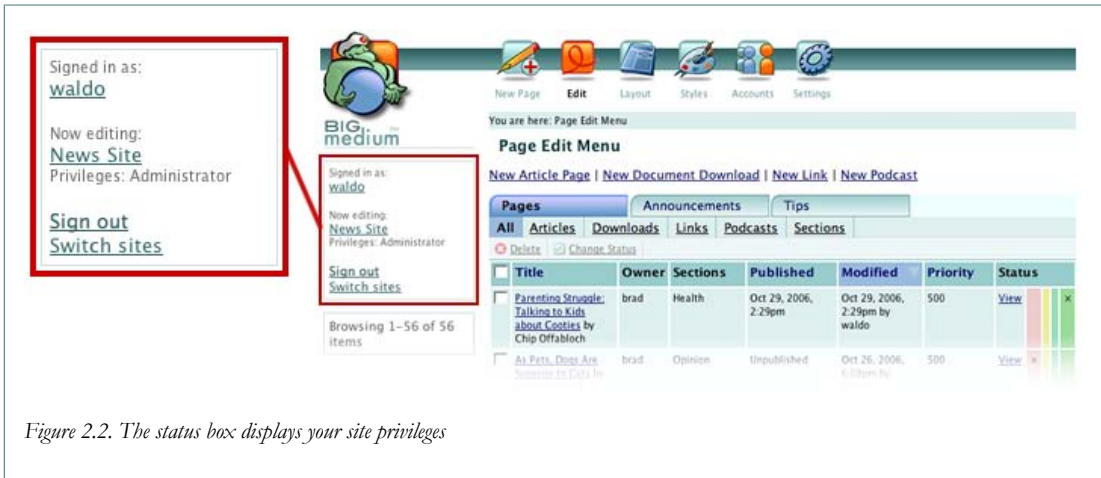 Signed in as:
waldo
Now editing:
News Site
Privileges: Administrator
Sign out
Switch sites
BIG
medium
Signed in as:
waldo
Now editing:
News Site
Privileges: Administrator
Sign out
Switch sites
Browsing 1–56 of 56
items
New Page Edit Layout Styles Accounts Settings
You are here: Page Edit Menu
Page Edit Menu
New Article Page | New Document Download | New Link | New Podcast
Pages Announcements Tips
All Articles Downloads Links Podcasts Sections
Delete Change Status
Title Owner Sections Published Modified Priority Status
Parenting Struggle: brad Health Oct 29, 2006, Oct 29, 2006, 500 View x
Talking to Kids 2:29pm 2:29pm by
about Cooties by waldo
Chip Offabloch
As Pets, Dogs Are brad Opinion Unpublished Oct 26, 2006, 500 View x
Superior to Cats by
Figure 2.2. The status box displays your site privileges